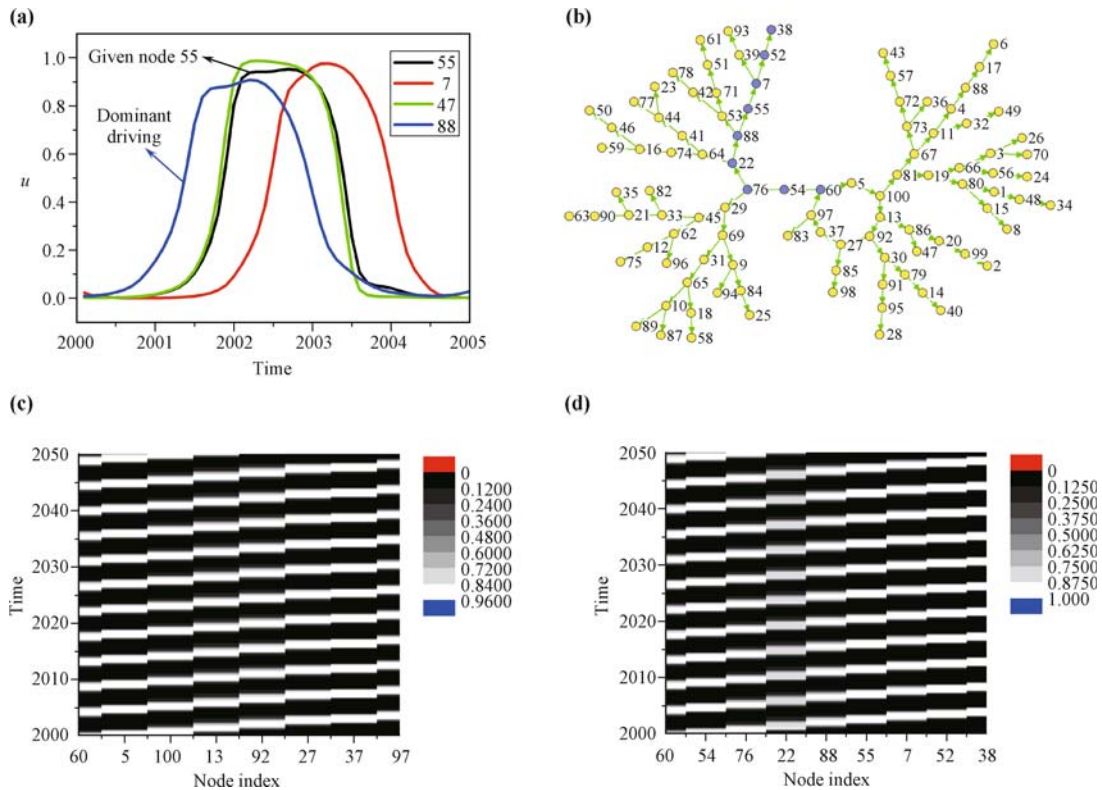 (a)
1.0
0.8
0.6
0.4
0.2
0.0
u
Given node 55
Dominant
driving
55
7
47
88
2000 2001 2002 2003 2004 2005
Time
(b)
93 38
61
39 52
78 51 7
23 42 71 55
77 53
50 44 88
46 41
59 16 74 64 22
76 54 60 5
35 82 29
63 90 21 33 45
12 62 69
75 96 31 9
65 94 84
10 18 25
89 87 58
97
83 37 27
85
98
43 6
57 17
72 36 88
73 4 49
11 32
67 26
3 70
81 19 66 56 24
100 80 1 48 34
13 15 8
92 86 20
47 99 2
30 79
91 14
95 40
28
(c)
2050
2040
2030
2020
2010
2000
Time
60 5 100 13 92 27 37 97
Node index
0
0.1200
0.2400
0.3600
0.4800
0.6000
0.7200
0.8400
0.9600
(d)
2050
2040
2030
2020
2010
2000
Time
60 54 76 22 88 55 7 52 38
Node index
0
0.1250
0.2500
0.3750
0.5000
0.6250
0.7500
0.8750
1.000